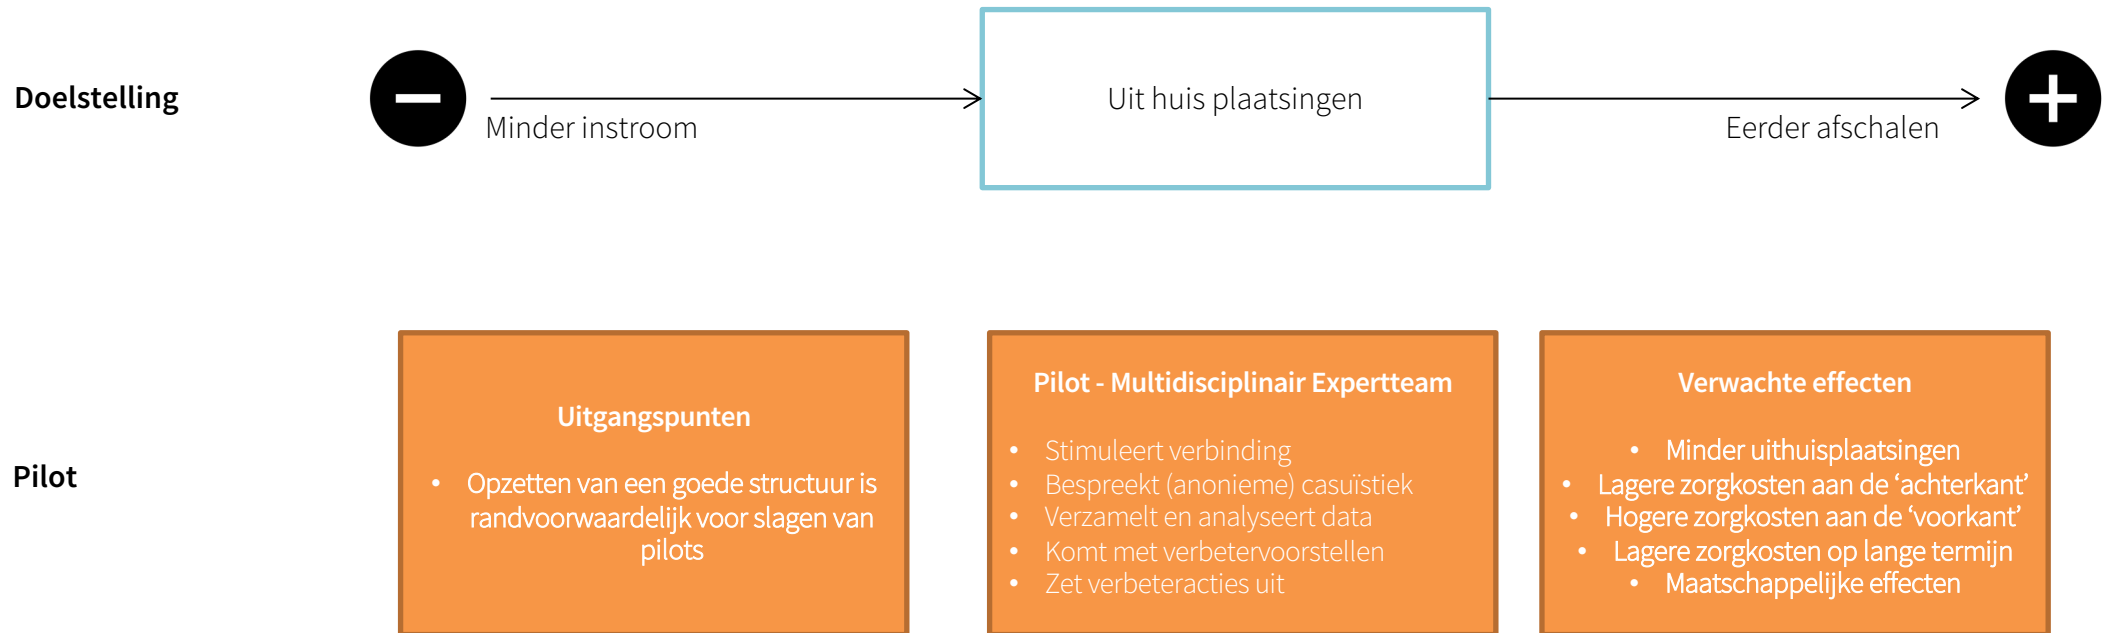 Doelstelling
Minder instroom
Uit huis plaatsingen
Eerder afschalen
Pilot
Uitgangspunten
• Opzetten van een goede structuur is
randvoorwaardelijk voor slagen van
pilots
Pilot - Multidisciplinair Expertteam
• Stimuleert verbinding
• Bespreekt (anonieme) casuïstiek
• Verzamelt en analyseert data
• Komt met verbetervoorstellen
• Zet verbeteracties uit
Verwachte effecten
• Minder uithuisplaatsingen
• Lagere zorgkosten aan de ‘achterkant’
• Hogere zorgkosten aan de ‘voorkant’
• Lagere zorgkosten op lange termijn
• Maatschappelijke effecten